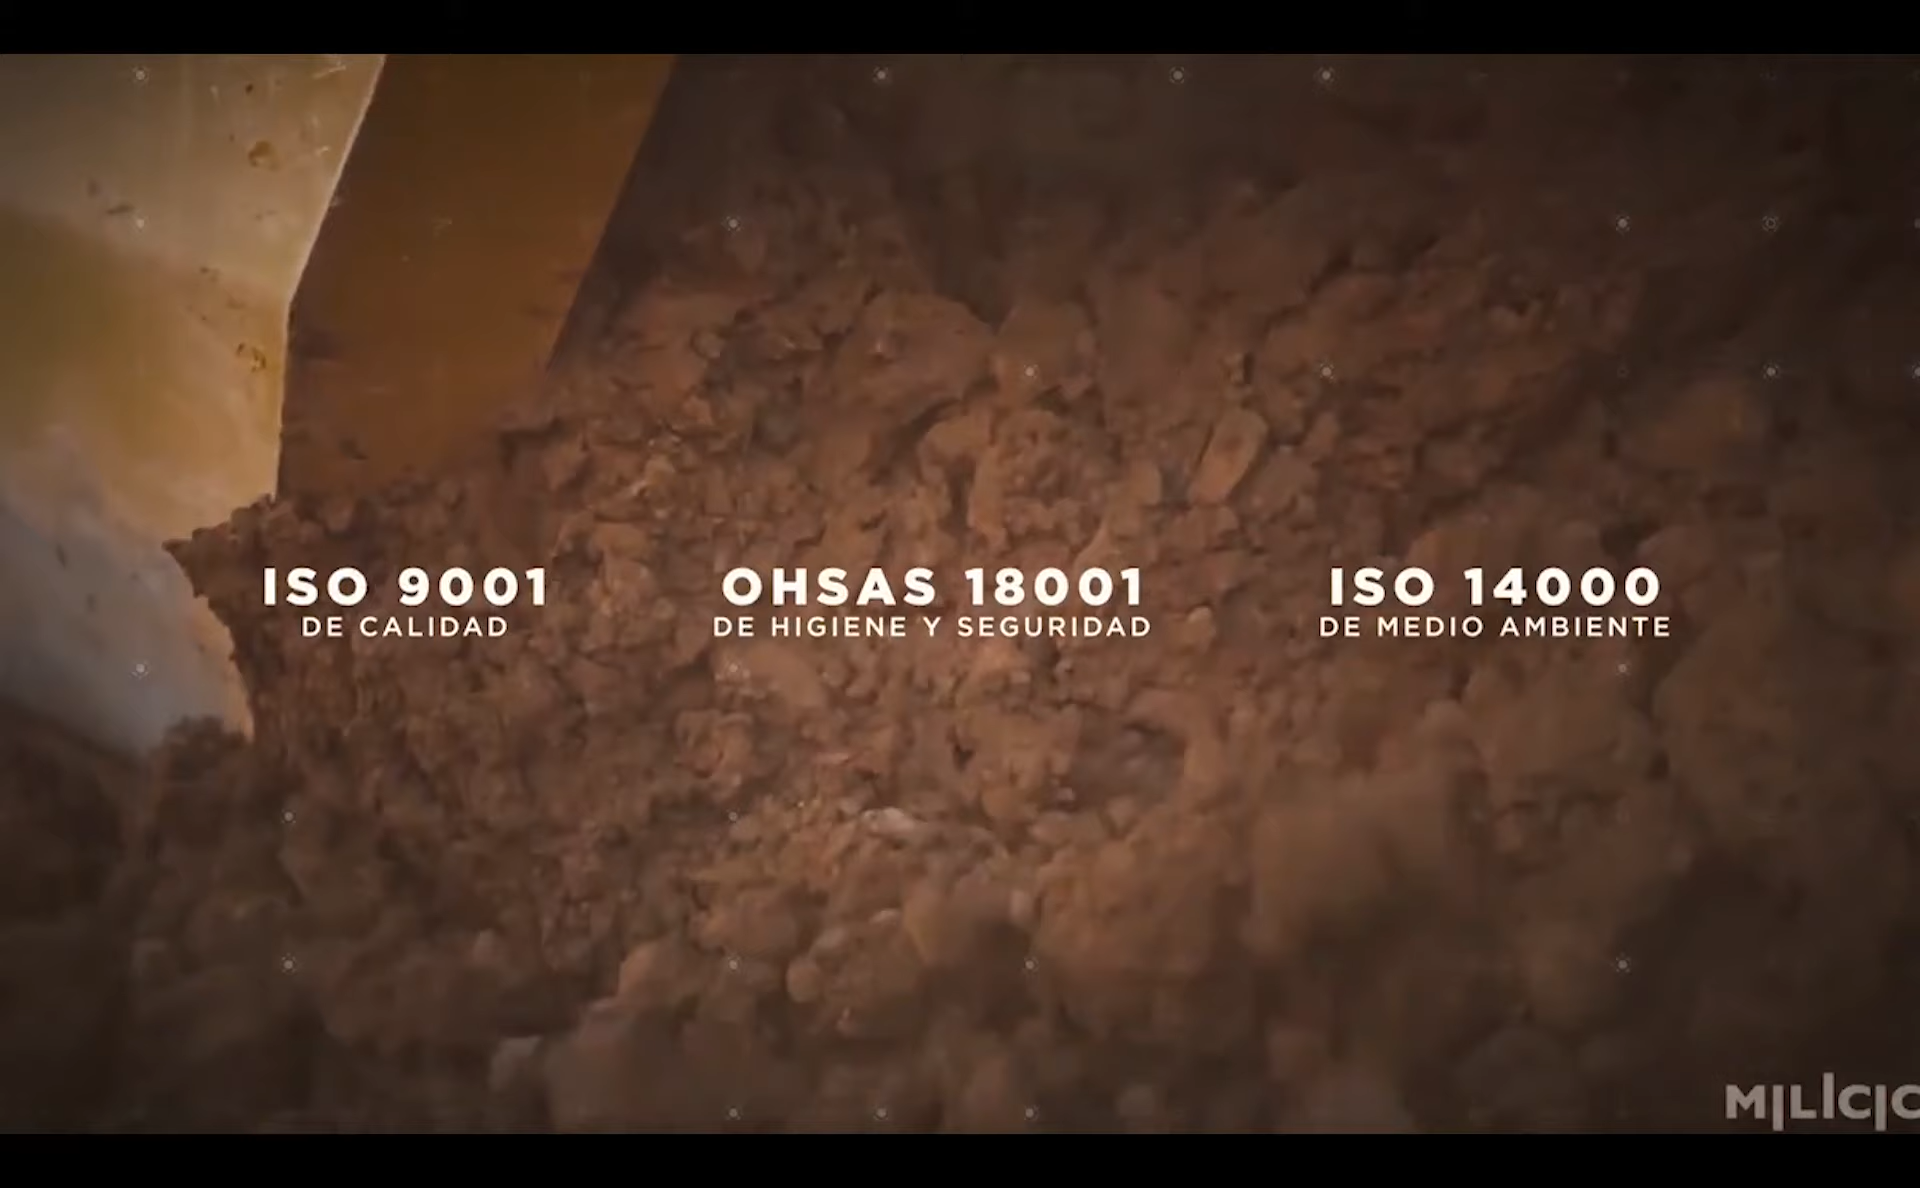 ISO 9001
DE CALIDAD
OHSAS 18001
DE HIGIENE Y SEGURIDAD
ISO 14000
DE MEDIO AMBIENTE
MILICIC